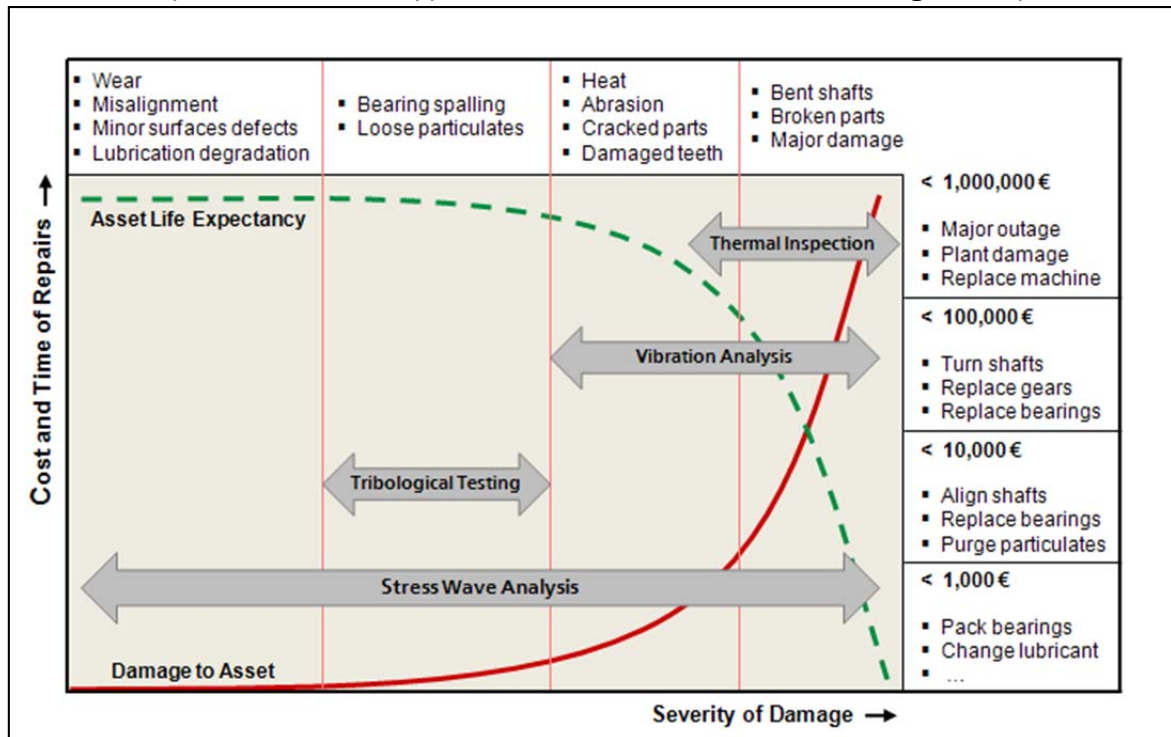 ▪ Wear
▪ Misalignment
▪ Minor surfaces defects
▪ Lubrication degradation
▪ Bearing spalling
▪ Loose particulates
▪ Heat
▪ Abrasion
▪ Cracked parts
▪ Damaged teeth
▪ Bent shafts
▪ Broken parts
▪ Major damage
Cost and Time of Repairs →
Asset Life Expectancy
Thermal Inspection
Vibration Analysis
Tribological Testing
Stress Wave Analysis
Damage to Asset
< 1,000,000 €
▪ Major outage
▪ Plant damage
▪ Replace machine
< 100,000 €
▪ Turn shafts
▪ Replace gears
▪ Replace bearings
< 10,000 €
▪ Align shafts
▪ Replace bearings
▪ Purge particulates
< 1,000 €
▪ Pack bearings
▪ Change lubricant
▪ ...
Severity of Damage →